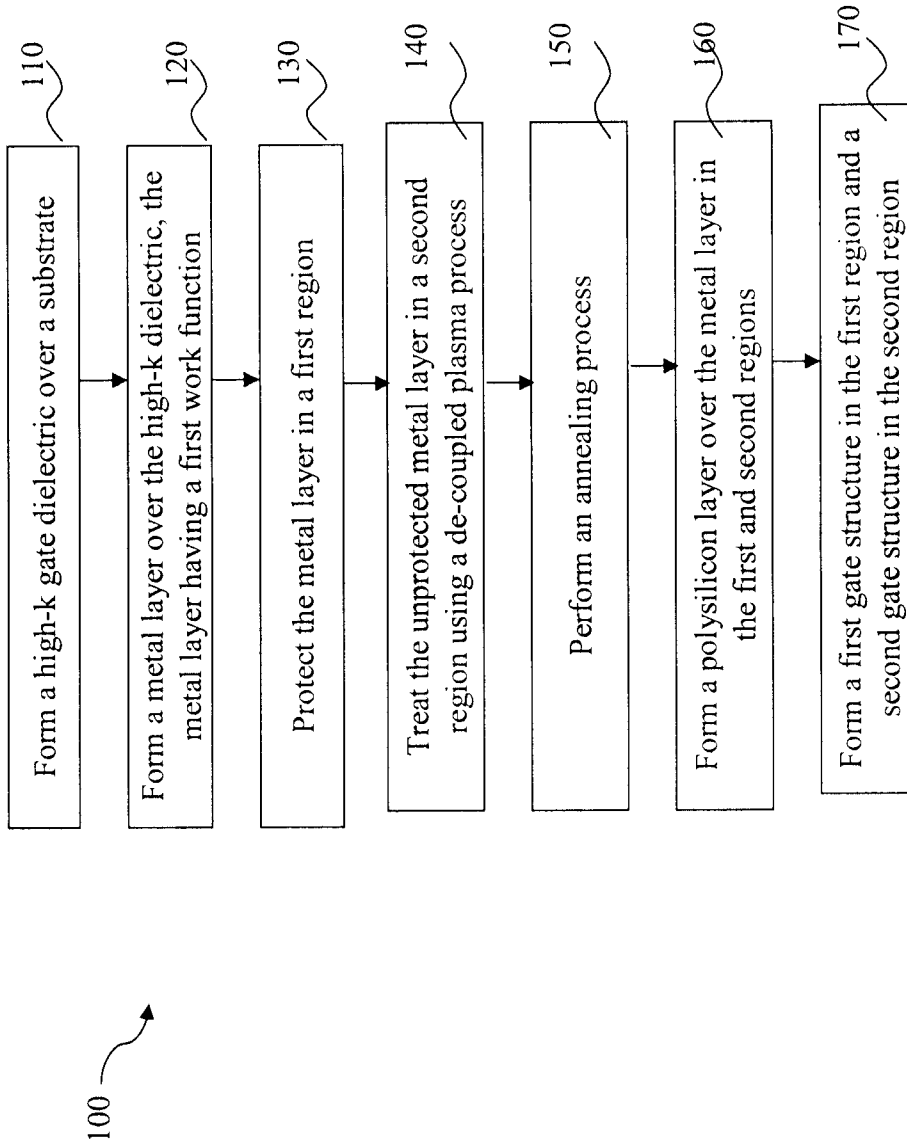 100
Form a high-k gate dielectric over a substrate
110
Form a metal layer over the high-k dielectric, the
metal layer having a first work function
120
Protect the metal layer in a first region
130
Treat the unprotected metal layer in a second
region using a de-coupled plasma process
140
Perform an annealing process
150
Form a polysilicon layer over the metal layer in
the first and second regions
160
Form a first gate structure in the first region and a
second gate structure in the second region
170